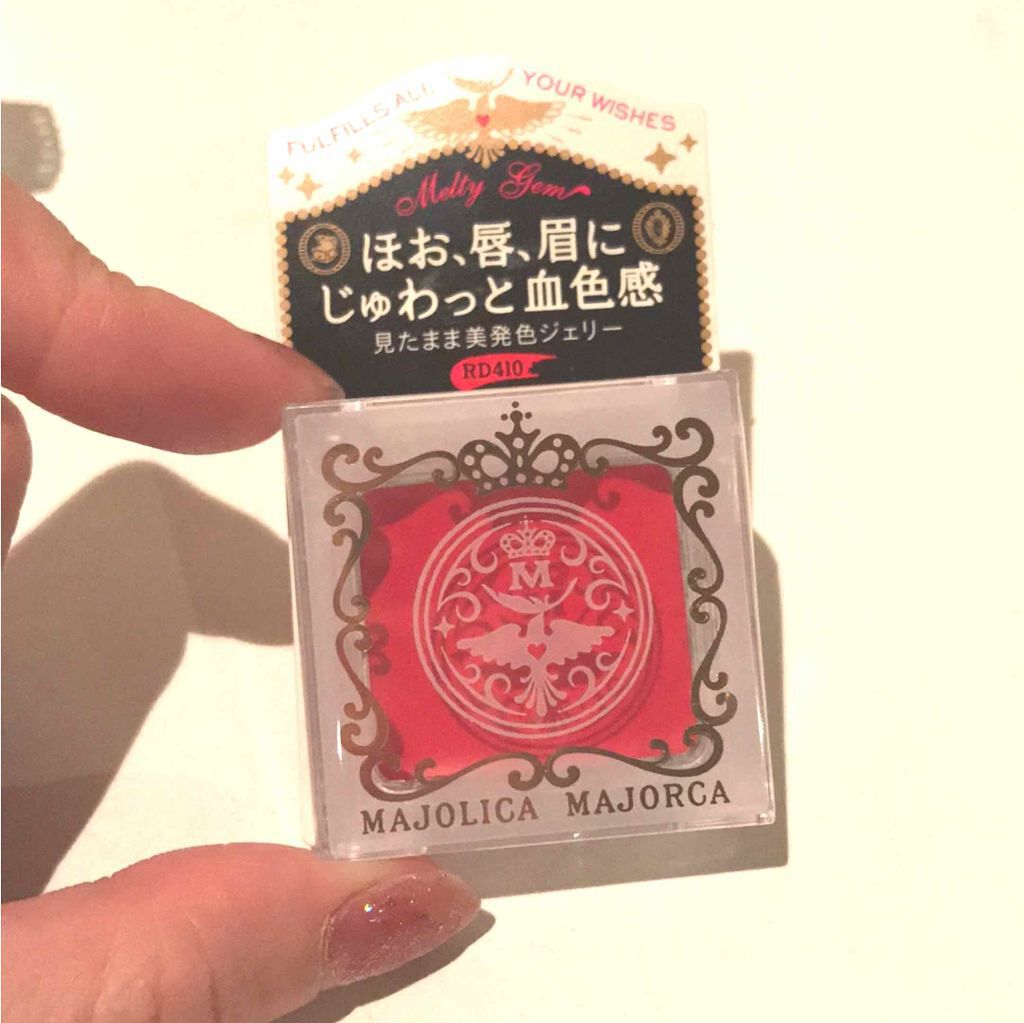 FULFILLS ALL YOUR WISHES
Melty Gem
ほお、唇、眉に
じゅわっと血色感
見たまま美発色ジェリー
RD410
M
MAJOLICA MAJORCA